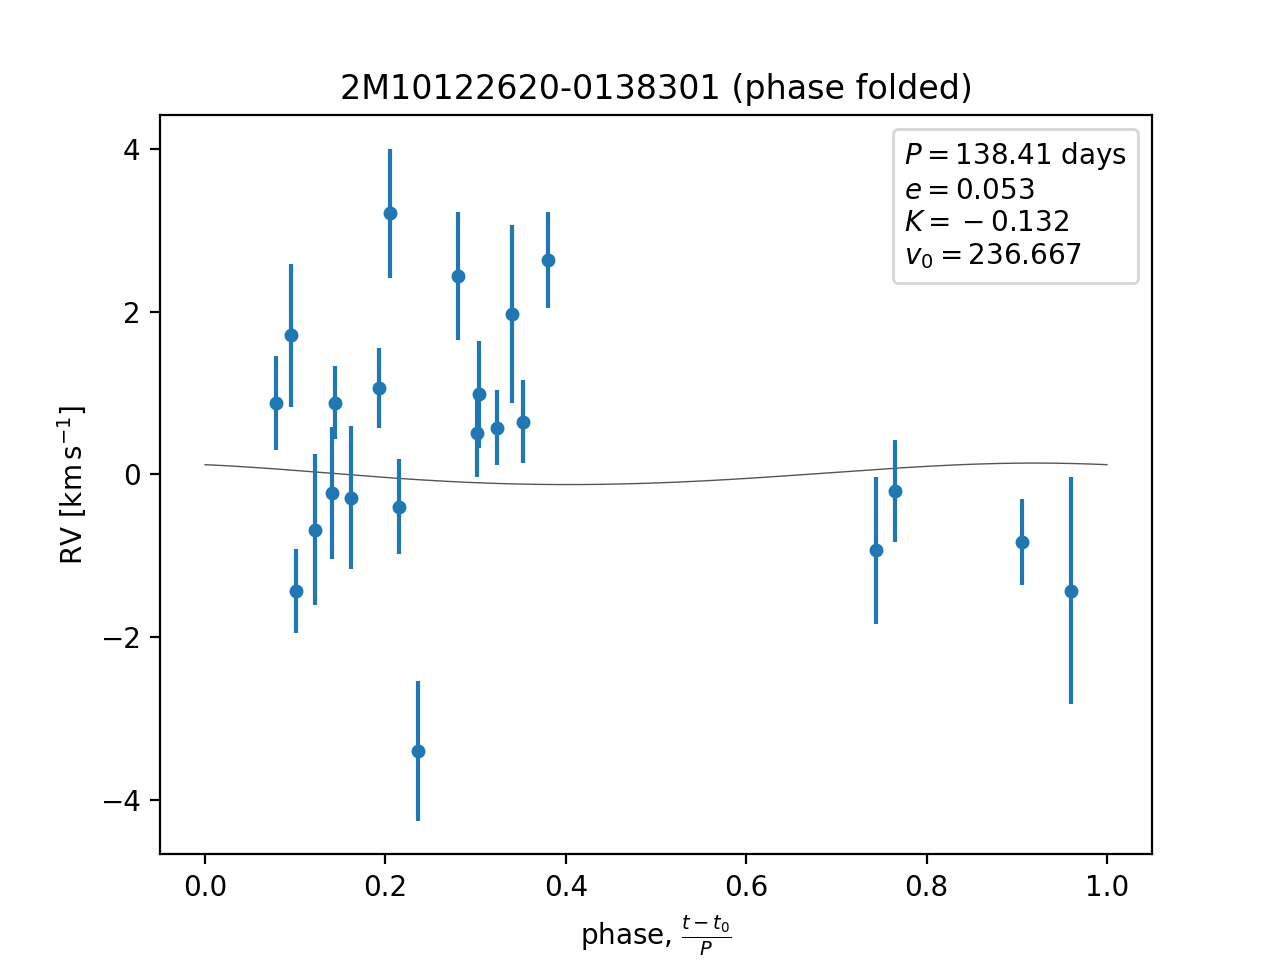 2M10122620-0138301 (phase folded)
P = 138.41 days
e = 0.053
K = −0.132
v₀ = 236.667
4
2
0
−2
−4
RV [km s⁻¹]
0.0 0.2 0.4 0.6 0.8 1.0
phase, (t − t₀)/P